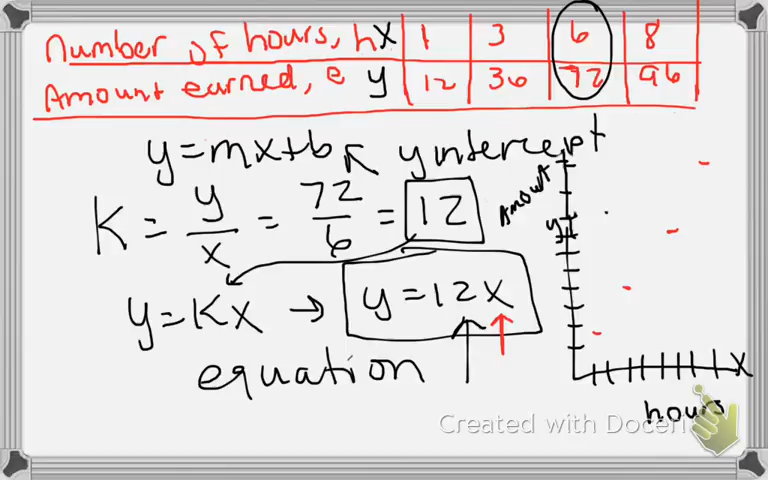 Number of hours, h x 1 3 6 8
Amount earned, e y 12 36 72 96
y=mx+b y intercept
K = y/x = 72/6 = 12
Amount
y
y=Kx → y=12x
equation
x
hours
Created with Doceri